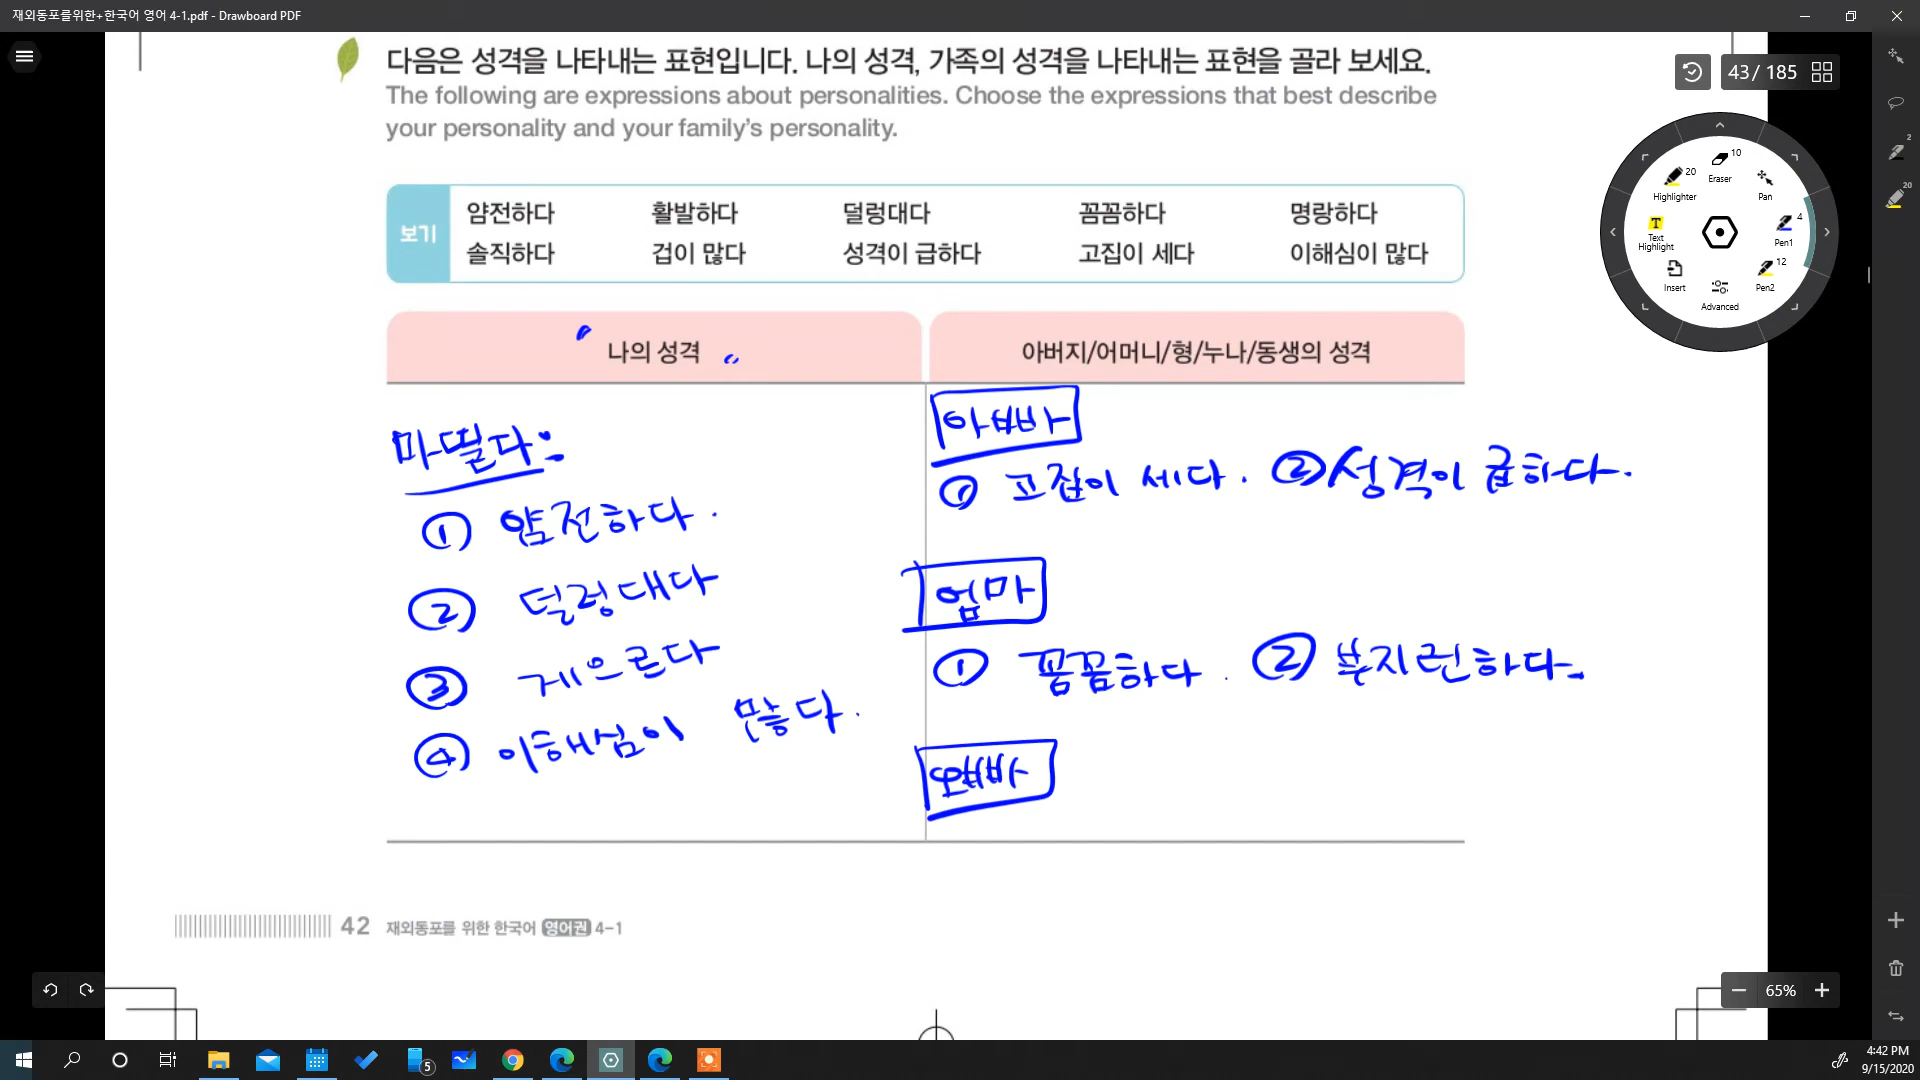 재외동포를위한+한국어 영어 4-1.pdf - Drawboard PDF
다음은 성격을 나타내는 표현입니다. 나의 성격, 가족의 성격을 나타내는 표현을 골라 보세요.
The following are expressions about personalities. Choose the expressions that best describe
your personality and your family's personality.
43 / 185
보기
얌전하다 활발하다 덜렁대다 꼼꼼하다 명랑하다
솔직하다 겁이 많다 성격이 급하다 고집이 세다 이해심이 많다
10
Eraser
20
Highlighter
Pan
Text
Highlight
4
Pen1
Insert
12
Pen2
Advanced
2
20
나의 성격
아버지/어머니/형/누나/동생의 성격
마띨다:
① 얌전하다.
② 덜렁대다
③ 게으르다
④ 이해심이 많다.
아빠
① 고집이 세다. ② 성격이 급하다.
엄마
① 꼼꼼하다. ② 부지런하다.
오빠
42 재외동포를 위한 한국어 영어권 4-1
65%
5
4:42 PM
9/15/2020